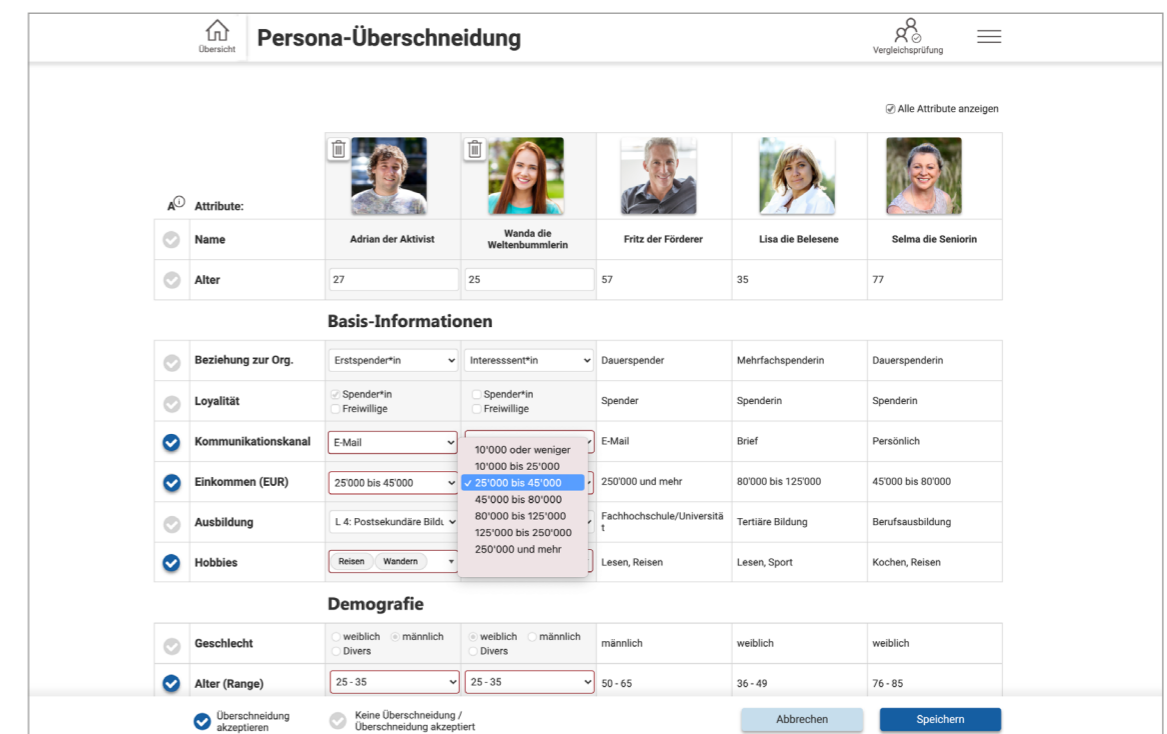 Übersicht
Persona-Überschneidung
Vergleichsprüfung
Alle Attribute anzeigen
A Attribute:
Name Adrian der Aktivist Wanda die Weltenbummlerin Fritz der Förderer Lisa die Belesene Selma die Seniorin
Alter 27 25 57 35 77
Basis-Informationen
Beziehung zur Org. Erstspender*in Interesssent*in Dauerspender Mehrfachspenderin Dauerspenderin
Loyalität Spender*in Spender*in Spender Spenderin Spenderin
Freiwillige Freiwillige
Kommunikationskanal E-Mail E-Mail Brief Persönlich
10'000 oder weniger
10'000 bis 25'000
Einkommen (EUR) 25'000 bis 45'000 ✓ 25'000 bis 45'000 250'000 und mehr 80'000 bis 125'000 45'000 bis 80'000
45'000 bis 80'000
80'000 bis 125'000
125'000 bis 250'000
250'000 und mehr
Ausbildung L 4: Postsekundäre Bild Fachhochschule/Universitä
t Tertiäre Bildung Berufsausbildung
Hobbies Reisen Wandern Lesen, Reisen Lesen, Sport Kochen, Reisen
Demografie
Geschlecht weiblich männlich weiblich männlich männlich weiblich weiblich
Divers Divers
Alter (Range) 25 - 35 25 - 35 50 - 65 36 - 49 76 - 85
Überschneidung
akzeptieren
Keine Überschneidung /
Überschneidung akzeptiert
Abbrechen
Speichern